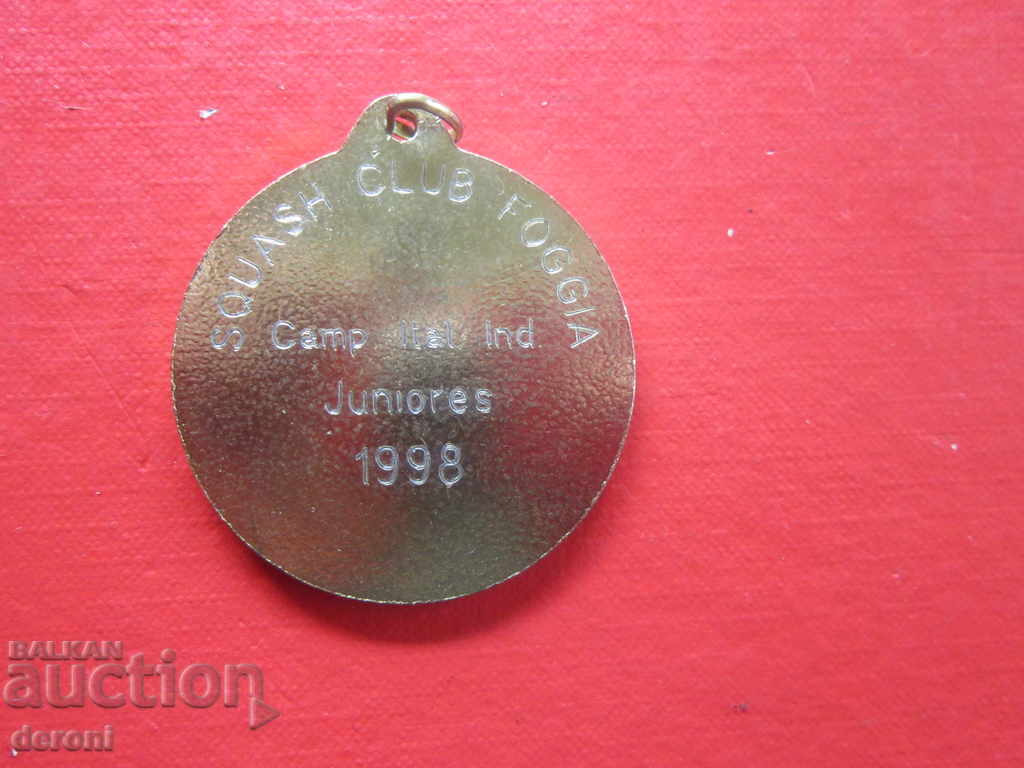 SQUASH CLUB FOGGIA
Camp Ital Ind
Juniores
1998
BALKAN
auction
deroni